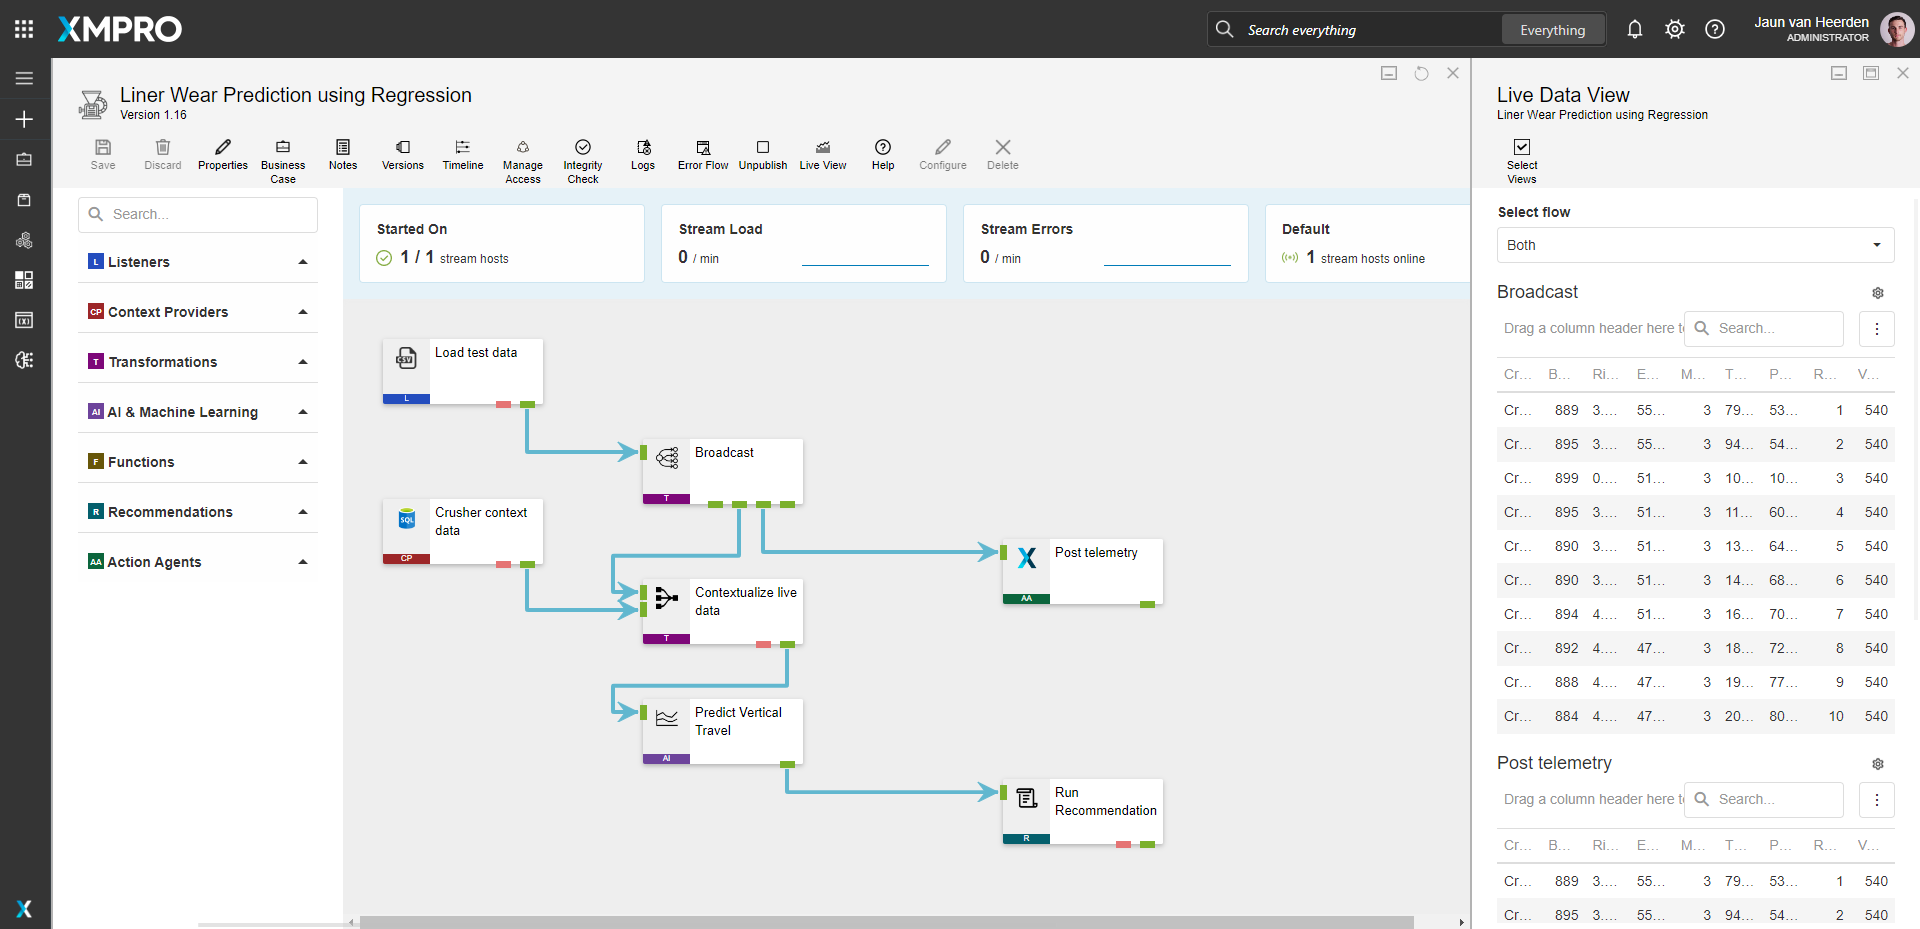 XMPRO
Search everything
Everything
Jaun van Heerden
ADMINISTRATOR
Liner Wear Prediction using Regression
Version 1.16
Save
Discard
Properties
Business
Case
Notes
Versions
Timeline
Manage
Access
Integrity
Check
Logs
Error Flow
Unpublish
Live View
Help
Configure
Delete
Search...
L Listeners
CP Context Providers
T Transformations
AI AI & Machine Learning
F Functions
R Recommendations
AA Action Agents
Started On
1 / 1 stream hosts
Stream Load
0 / min
Stream Errors
0 / min
Default
1 stream hosts online
CSV
Load test data
L
Broadcast
T
SQL
Crusher context
data
CP
Post telemetry
AA
Contextualize live
data
T
Predict Vertical
Travel
AI
Run
Recommendation
R
Live Data View
Liner Wear Prediction using Regression
Select
Views
Select flow
Both
Broadcast
Drag a column header here t
Search...
Cr... B... Ri... E... M... T... P... R... V...
Cr... 889 3.... 55... 3 79... 53... 1 540
Cr... 895 3.... 55... 3 94... 54... 2 540
Cr... 899 0.... 51... 3 10... 10... 3 540
Cr... 895 3.... 51... 3 11... 60... 4 540
Cr... 890 3.... 51... 3 13... 64... 5 540
Cr... 890 3.... 51... 3 14... 68... 6 540
Cr... 894 4.... 51... 3 16... 70... 7 540
Cr... 892 4.... 47... 3 18... 72... 8 540
Cr... 888 4.... 47... 3 19... 77... 9 540
Cr... 884 4.... 47... 3 20... 80... 10 540
Post telemetry
Drag a column header here t
Search...
Cr... B... Ri... E... M... T... P... R... V...
Cr... 889 3.... 55... 3 79... 53... 1 540
Cr... 895 3.... 55... 3 94... 54... 2 540